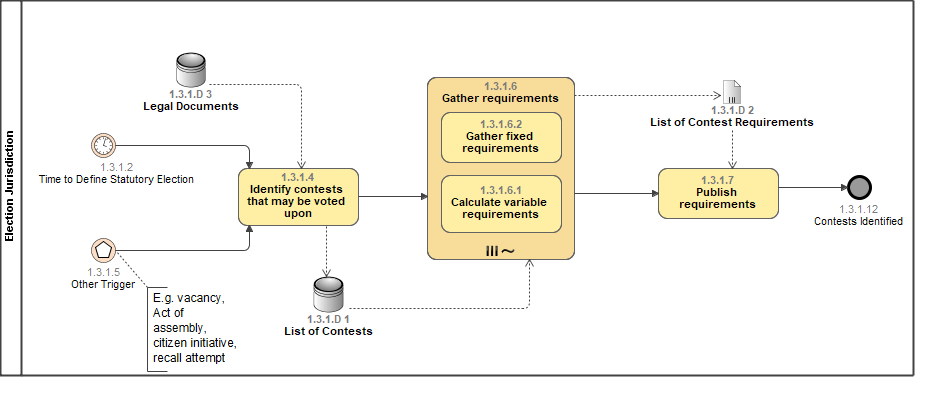 Election Jurisdiction
1.3.1.D 3
Legal Documents
1.3.1.2
Time to Define Statutory Election
1.3.1.5
Other Trigger
E.g. vacancy,
Act of
assembly,
citizen initiative,
recall attempt
1.3.1.4
Identify contests
that may be voted
upon
1.3.1.D 1
List of Contests
1.3.1.6
Gather requirements
1.3.1.6.2
Gather fixed
requirements
1.3.1.6.1
Calculate variable
requirements
1.3.1.D 2
List of Contest Requirements
1.3.1.7
Publish
requirements
1.3.1.12
Contests Identified